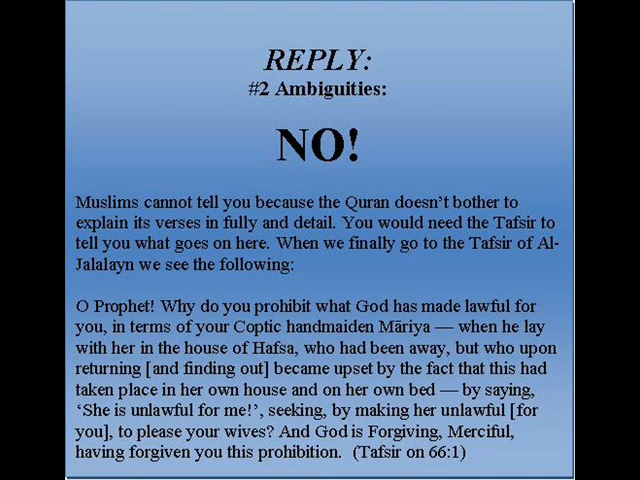 REPLY:
#2 Ambiguities:
NO!
Muslims cannot tell you because the Quran doesn't bother to
explain its verses in fully and detail. You would need the Tafsir to
tell you what goes on here. When we finally go to the Tafsir of Al-
Jalalayn we see the following:
O Prophet! Why do you prohibit what God has made lawful for
you, in terms of your Coptic handmaiden Māriya — when he lay
with her in the house of Hafsa, who had been away, but who upon
returning [and finding out] became upset by the fact that this had
taken place in her own house and on her own bed — by saying,
‘She is unlawful for me!’, seeking, by making her unlawful [for
you], to please your wives? And God is Forgiving, Merciful,
having forgiven you this prohibition. (Tafsir on 66:1)